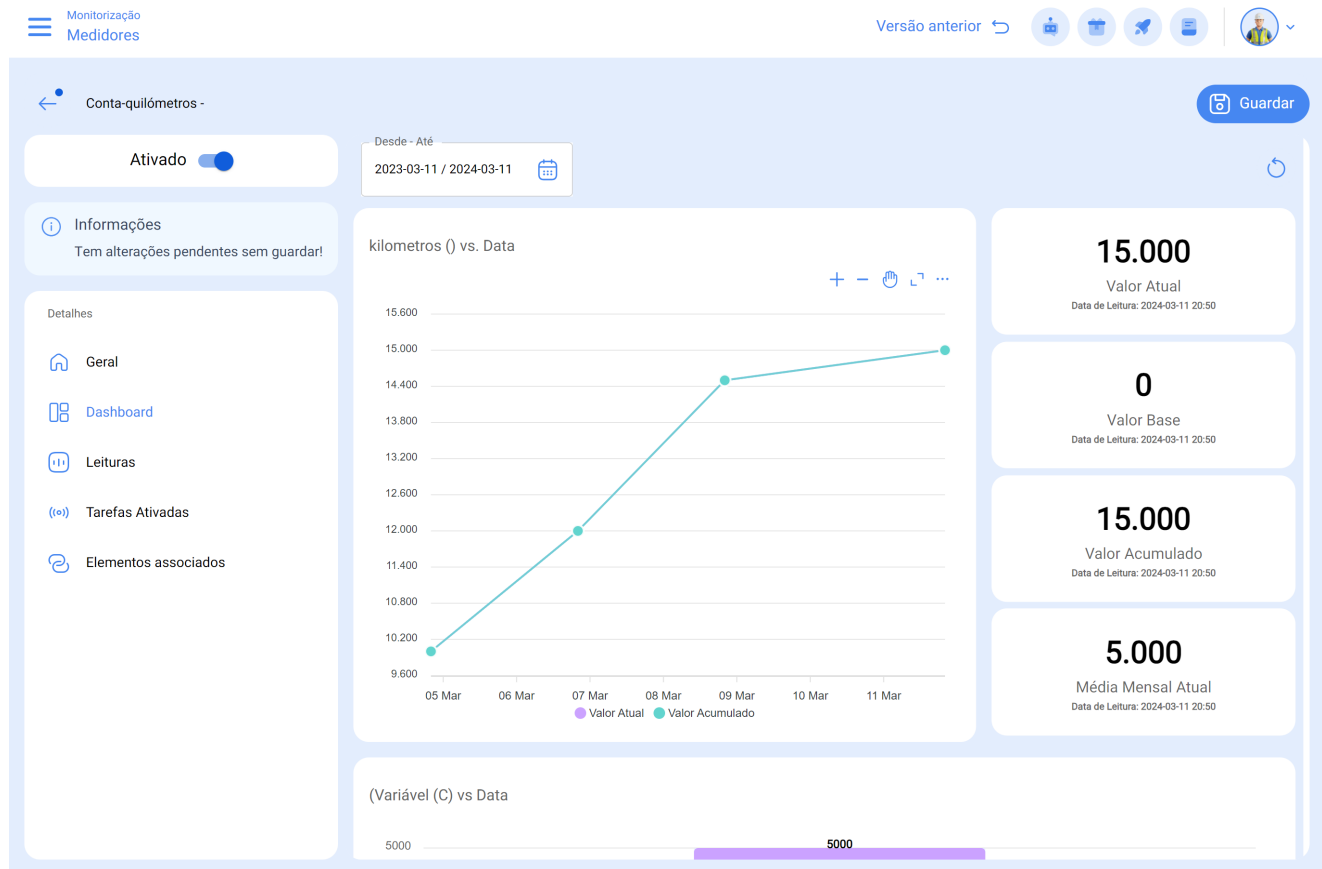 Monitorização
Medidores
Versão anterior
Conta-quilómetros -
Guardar
Ativado
Informações
Tem alterações pendentes sem guardar!
Detalhes
Geral
Dashboard
Leituras
Tarefas Ativadas
Elementos associados
Desde - Até
2023-03-11 / 2024-03-11
kilometros () vs. Data
15.600
15.000
14.400
13.800
13.200
12.600
12.000
11.400
10.800
10.200
9.600
05 Mar 06 Mar 07 Mar 08 Mar 09 Mar 10 Mar 11 Mar
Valor Atual Valor Acumulado
15.000
Valor Atual
Data de Leitura: 2024-03-11 20:50
0
Valor Base
Data de Leitura: 2024-03-11 20:50
15.000
Valor Acumulado
Data de Leitura: 2024-03-11 20:50
5.000
Média Mensal Atual
Data de Leitura: 2024-03-11 20:50
(Variável (C) vs Data
5000
5000